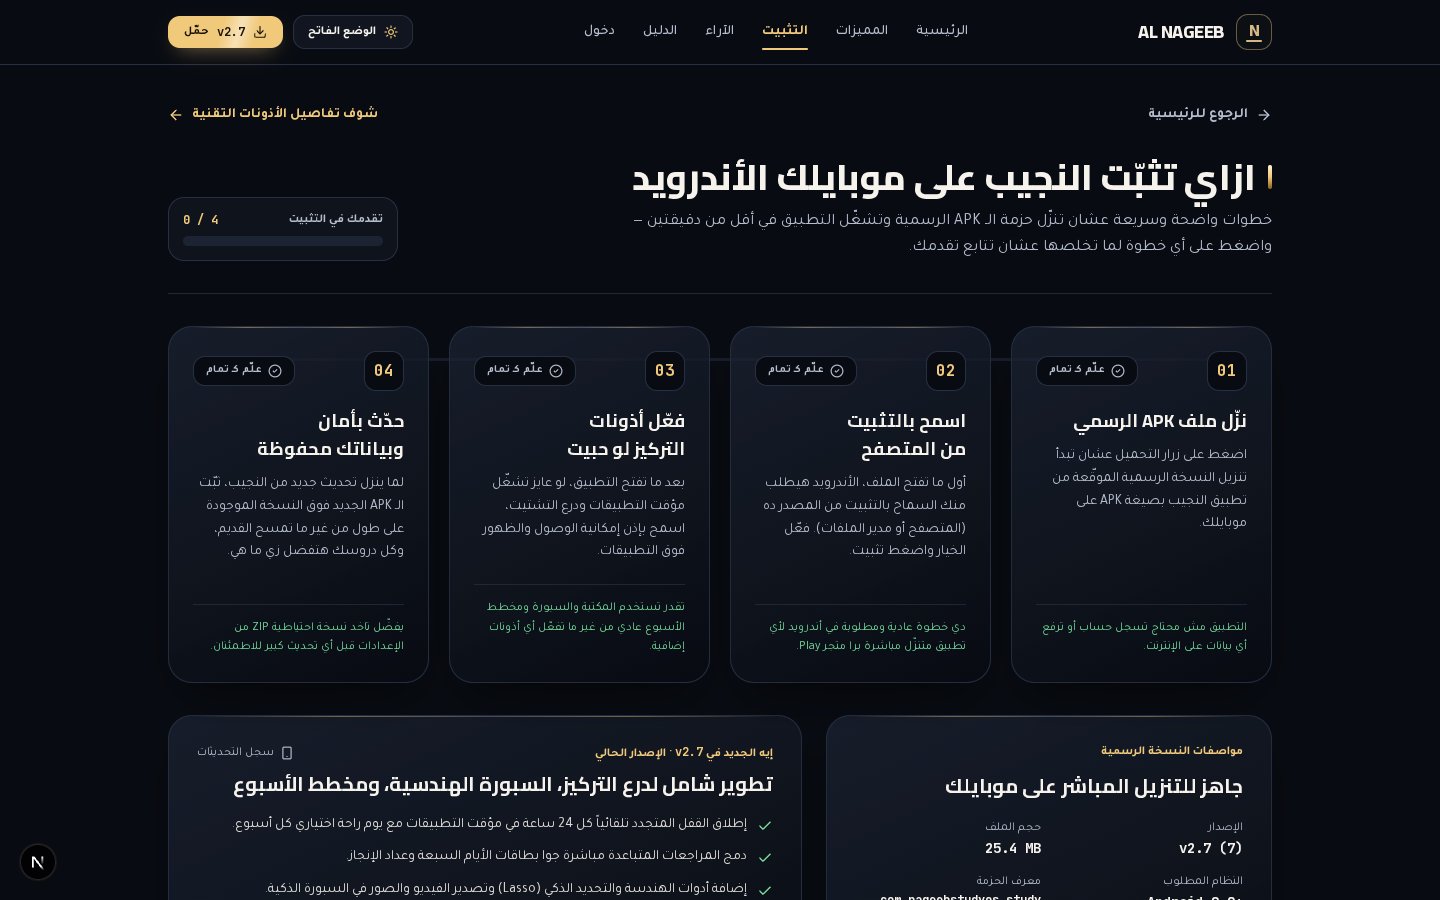 N
AL NAGEEB
الرئيسية
المميزات
التثبيت
الآراء
الدليل
دخول
الوضع الفاتح
حمّل v2.7
الرجوع للرئيسية
شوف تفاصيل الأذونات التقنية
ازاي تثبّت النجيب على موبايلك الأندرويد
خطوات واضحة وسريعة عشان تنزّل حزمة الـ APK الرسمية وتشغّل التطبيق في أقل من دقيقتين –
واضغط على أي خطوة لما تخلصها عشان تتابع تقدمك.
تقدمك في التثبيت
0 / 4
01
علّم كـ تمام
نزّل ملف APK الرسمي
اضغط على زرار التحميل عشان تبدأ
تنزيل النسخة الرسمية الموقّعة من
تطبيق النجيب بصيغة APK على
موبايلك.
التطبيق مش محتاج تسجل حساب أو ترفع
أي بيانات على الإنترنت.
02
علّم كـ تمام
اسمح بالتثبيت
من المتصفح
أول ما تفتح الملف، الأندرويد هيطلب
منك السماح بالتثبيت من المصدر ده
(المتصفح أو مدير الملفات). فعّل
الخيار واضغط تثبيت.
دي خطوة عادية ومطلوبة في أندرويد لأي
تطبيق متنزّل مباشرة برا متجر Play.
03
علّم كـ تمام
فعّل أذونات
التركيز لو حبيت
بعد ما تفتح التطبيق، لو عايز تشغّل
مؤقت التطبيقات ودرع التشتيت،
اسمح بإذن إمكانية الوصول والظهور
فوق التطبيقات.
تقدر تستخدم المكتبة والسبورة ومخطط
الأسبوع عادي من غير ما تفعّل أي أذونات
إضافية.
04
علّم كـ تمام
حدّث بأمان
وبياناتك محفوظة
لما ينزل تحديث جديد من النجيب، ثبّت
الـ APK الجديد فوق النسخة الموجودة
على طول من غير ما تمسح القديم،
وكل دروسك هتفضل زي ما هي.
يفضّل تاخد نسخة احتياطية ZIP من
الإعدادات قبل أي تحديث كبير للاطمئنان.
مواصفات النسخة الرسمية
جاهز للتنزيل المباشر على موبايلك
الإصدار
v2.7 (7)
حجم الملف
25.4 MB
النظام المطلوب
معرف الحزمة
إيه الجديد في v2.7 · الإصدار الحالي
سجل التحديثات
تطوير شامل لدرع التركيز، السبورة الهندسية، ومخطط الأسبوع
إطلاق القفل المتجدد تلقائياً كل 24 ساعة في مؤقت التطبيقات مع يوم راحة اختياري كل أسبوع.
دمج المراجعات المتباعدة مباشرة جوا بطاقات الأيام السبعة وعداد الإنجاز.
إضافة أدوات الهندسة والتحديد الذكي (Lasso) وتصدير الفيديو والصور في السبورة الذكية.
N